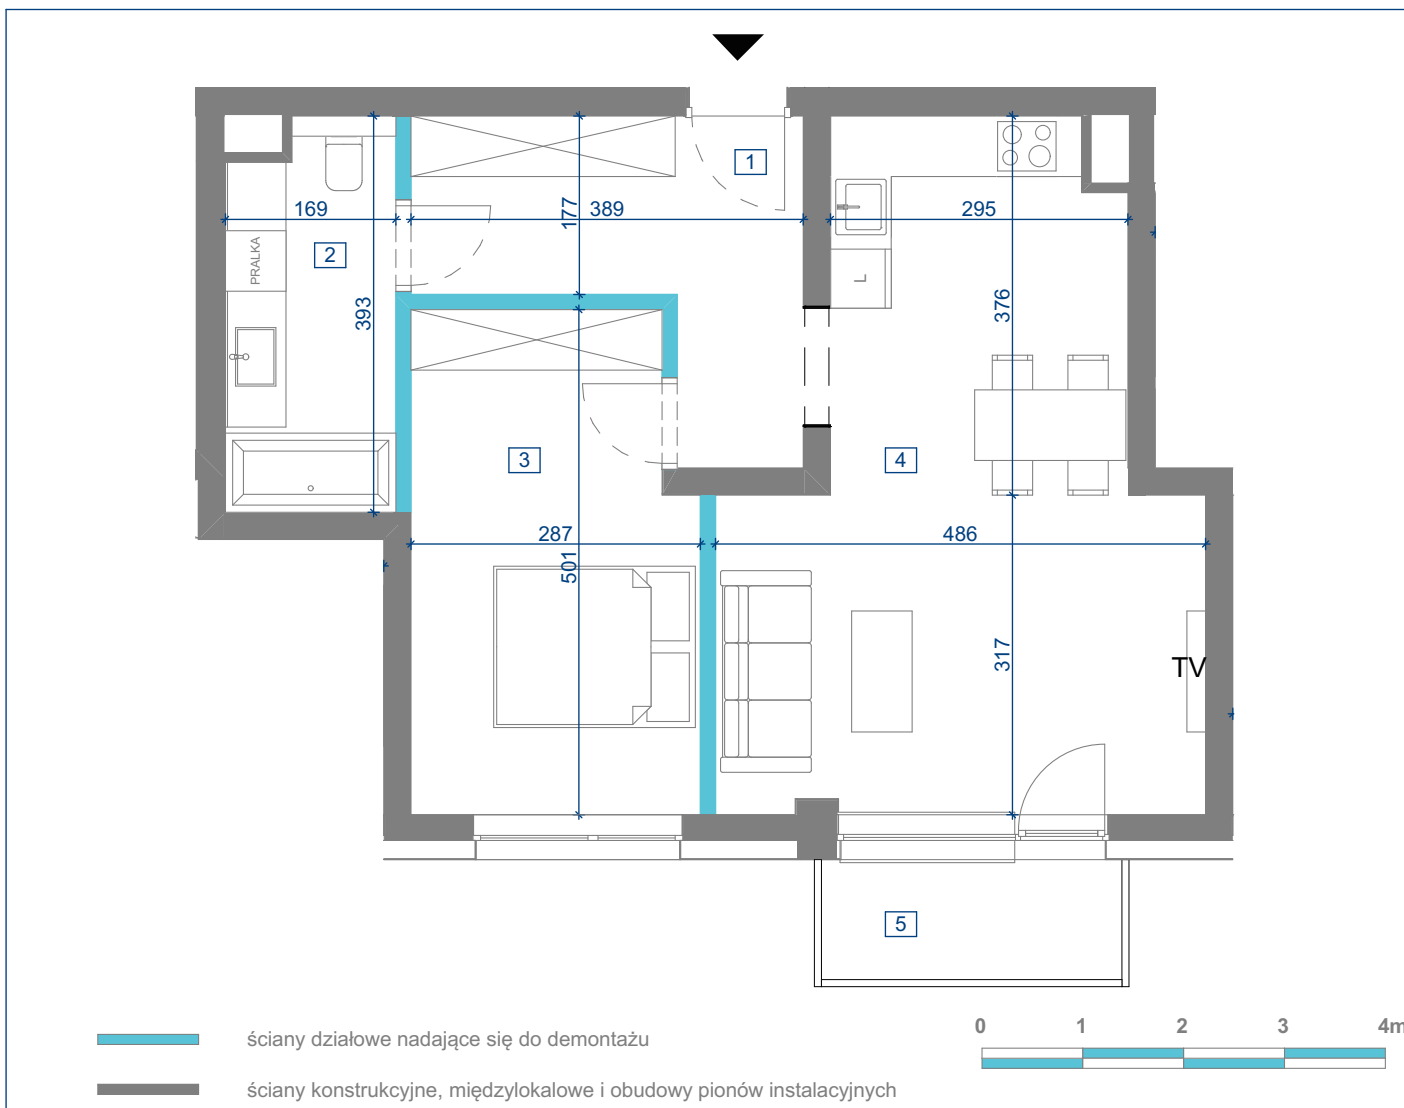 1
177
389
169
295
2
PRALKA
L
393
376
3
4
287
501
486
317
TV
5
0 1 2 3 4m
ściany działowe nadające się do demontażu
ściany konstrukcyjne, międzylokalowe i obudowy pionów instalacyjnych